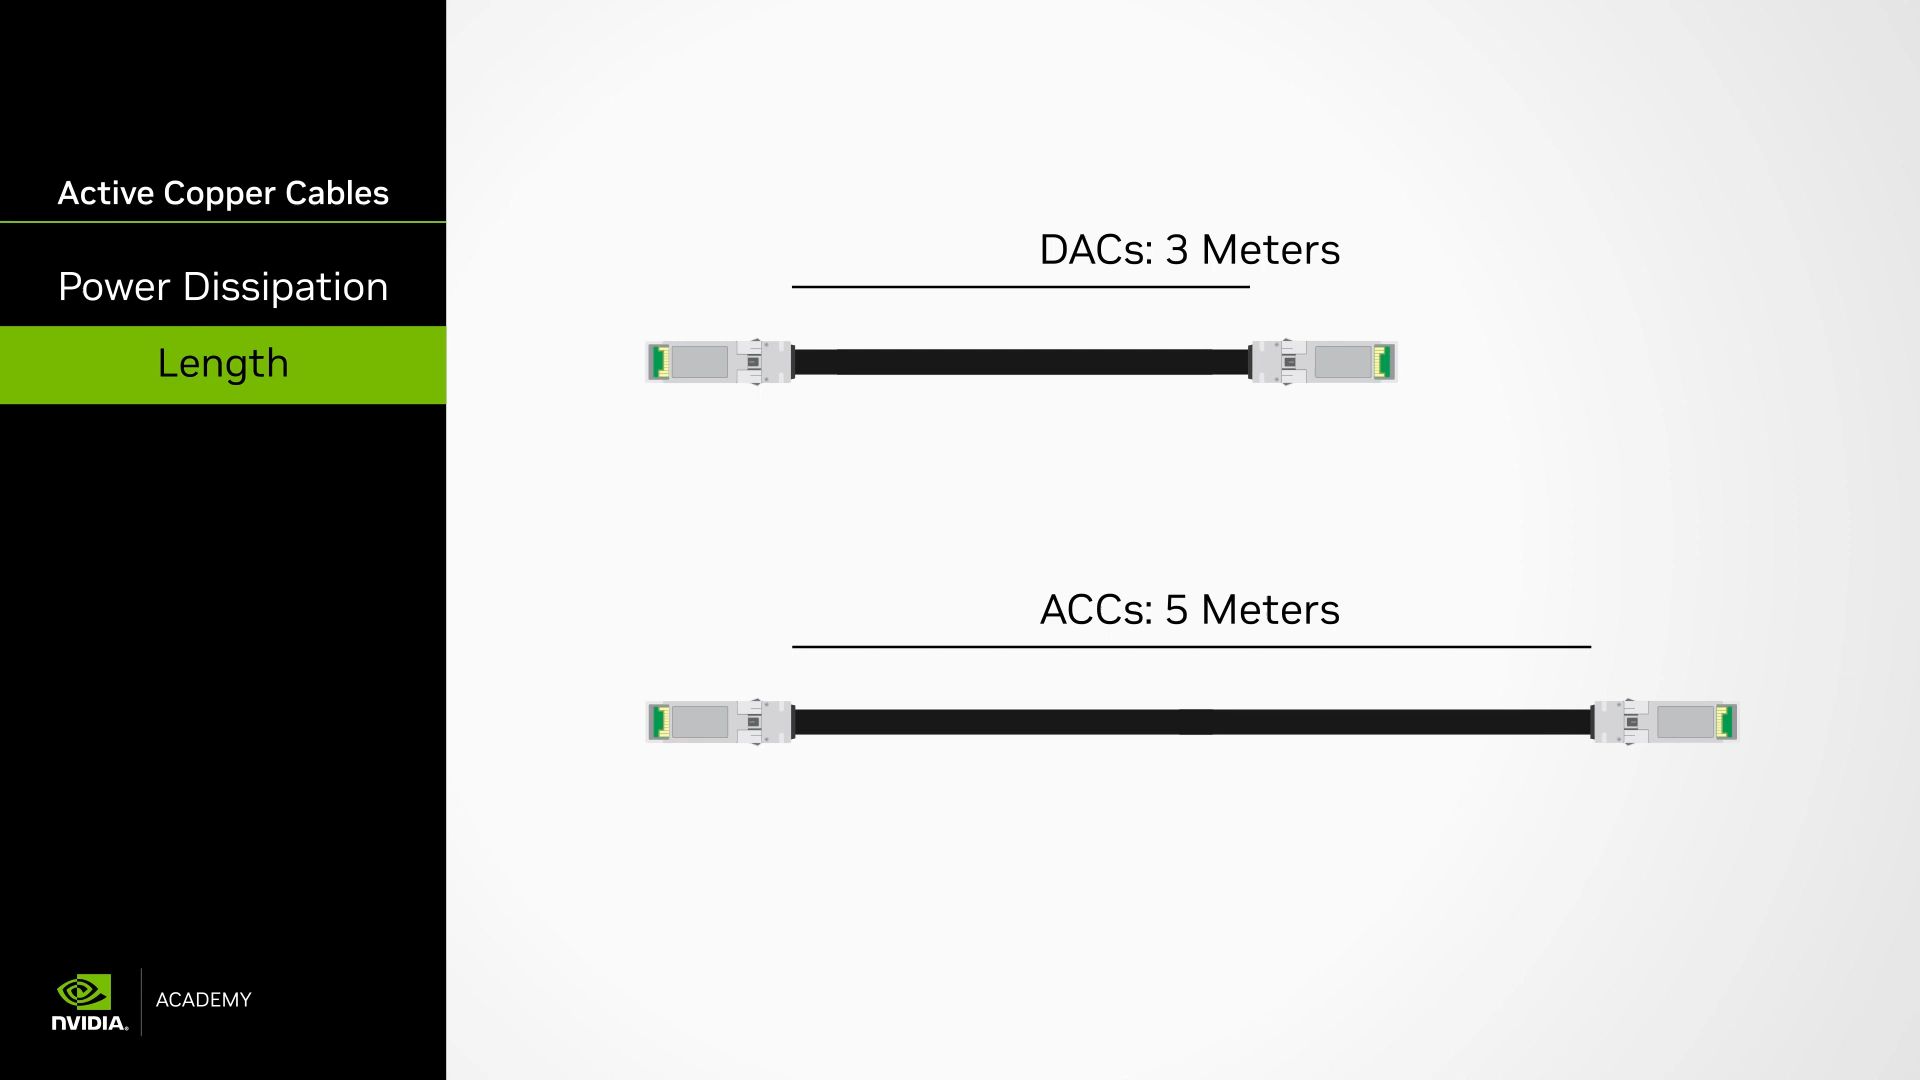 Active Copper Cables
Power Dissipation
Length
DACs: 3 Meters
ACCs: 5 Meters
NVIDIA.
ACADEMY